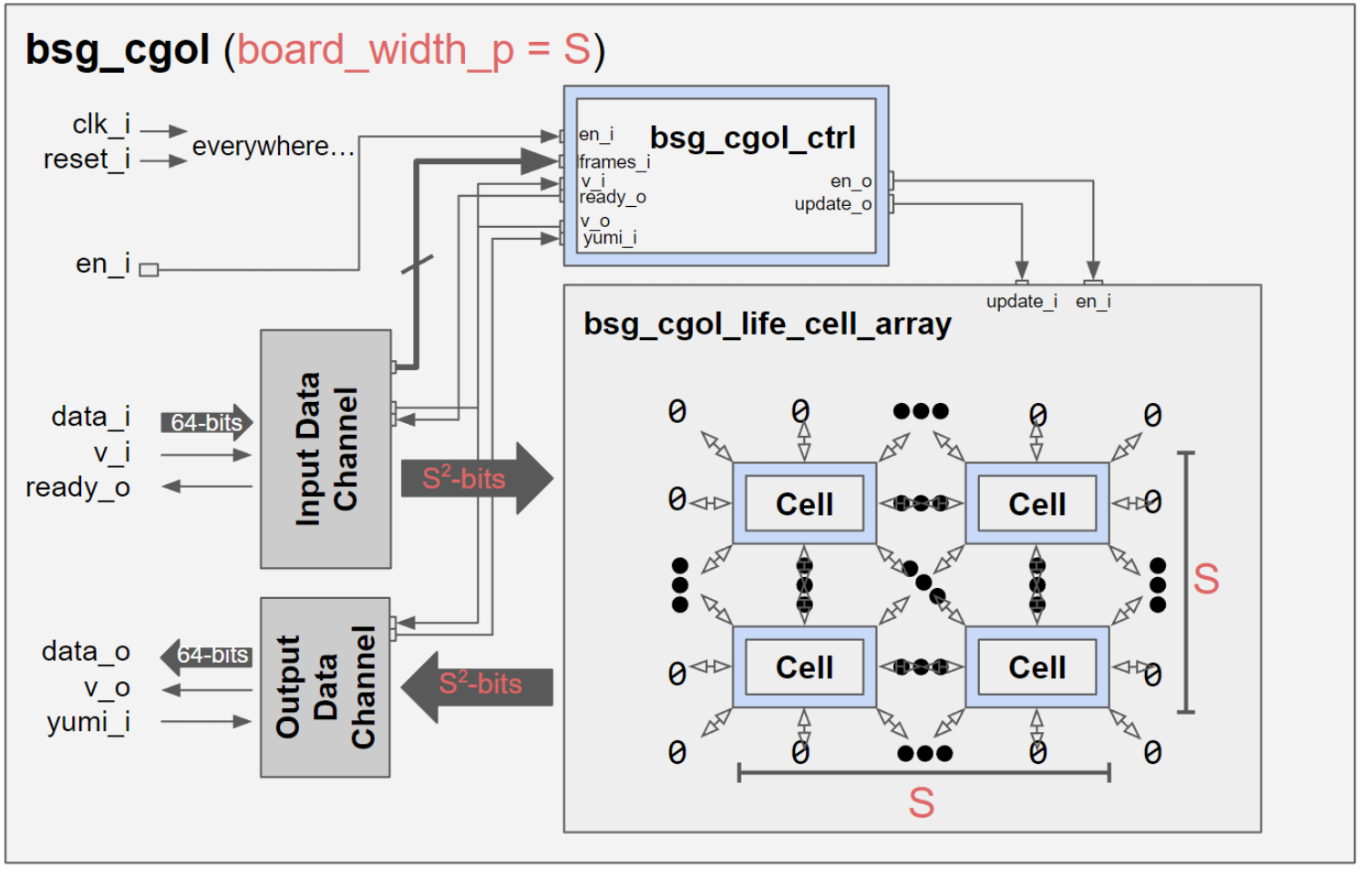 bsg_cgol (board_width_p = S)
clk_i
reset_i
everywhere...
en_i
bsg_cgol_ctrl
en_i
frames_i
v_i
ready_o
v_o
yumi_i
en_o
update_o
update_i en_i
bsg_cgol_life_cell_array
Input Data
Channel
data_i
64-bits
v_i
ready_o
S²-bits
Output
Data
Channel
data_o
64-bits
v_o
yumi_i
S²-bits
0 0 0 0
0 Cell Cell 0
S
0 Cell Cell 0
0 0 0 0
S